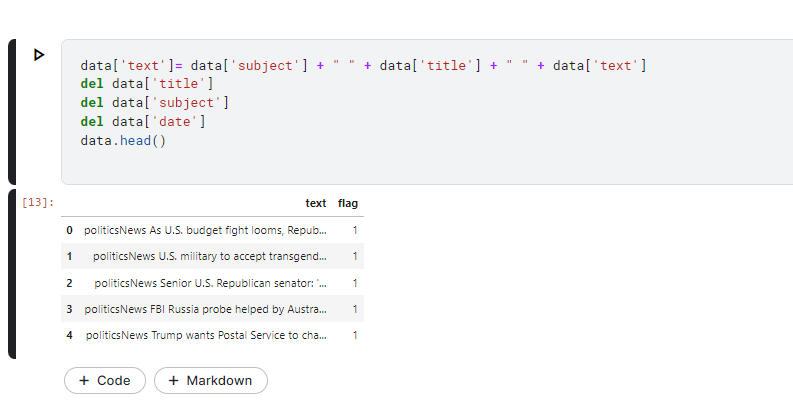 data['text']= data['subject'] + " " + data['title'] + " " + data['text']
del data['title']
del data['subject']
del data['date']
data.head()
[13]:
text flag
0 politicsNews As U.S. budget fight looms, Repub... 1
1 politicsNews U.S. military to accept transgend... 1
2 politicsNews Senior U.S. Republican senator: '... 1
3 politicsNews FBI Russia probe helped by Austra... 1
4 politicsNews Trump wants Postal Service to cha... 1
+ Code + Markdown